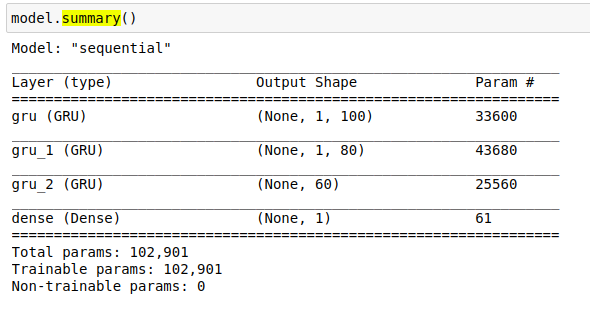 model.summary()
Model: "sequential"
Layer (type) Output Shape Param #
gru (GRU) (None, 1, 100) 33600
gru_1 (GRU) (None, 1, 80) 43680
gru_2 (GRU) (None, 60) 25560
dense (Dense) (None, 1) 61
Total params: 102,901
Trainable params: 102,901
Non-trainable params: 0